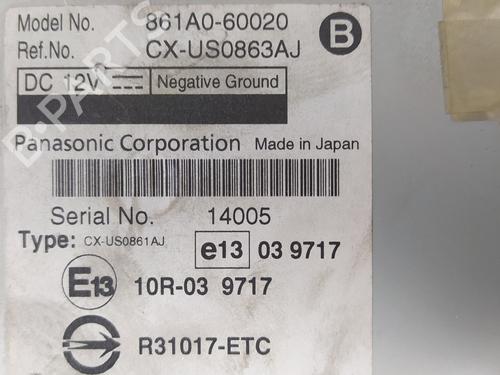 Model No. 861A0-60020
Ref.No. CX-US0863AJ
B
DC 12V Negative Ground
Panasonic Corporation Made in Japan
Serial No. 14005
Type: CX-US0861AJ e13 03 9717
E13 10R-03 9717
R31017-ETC
B-PARTS